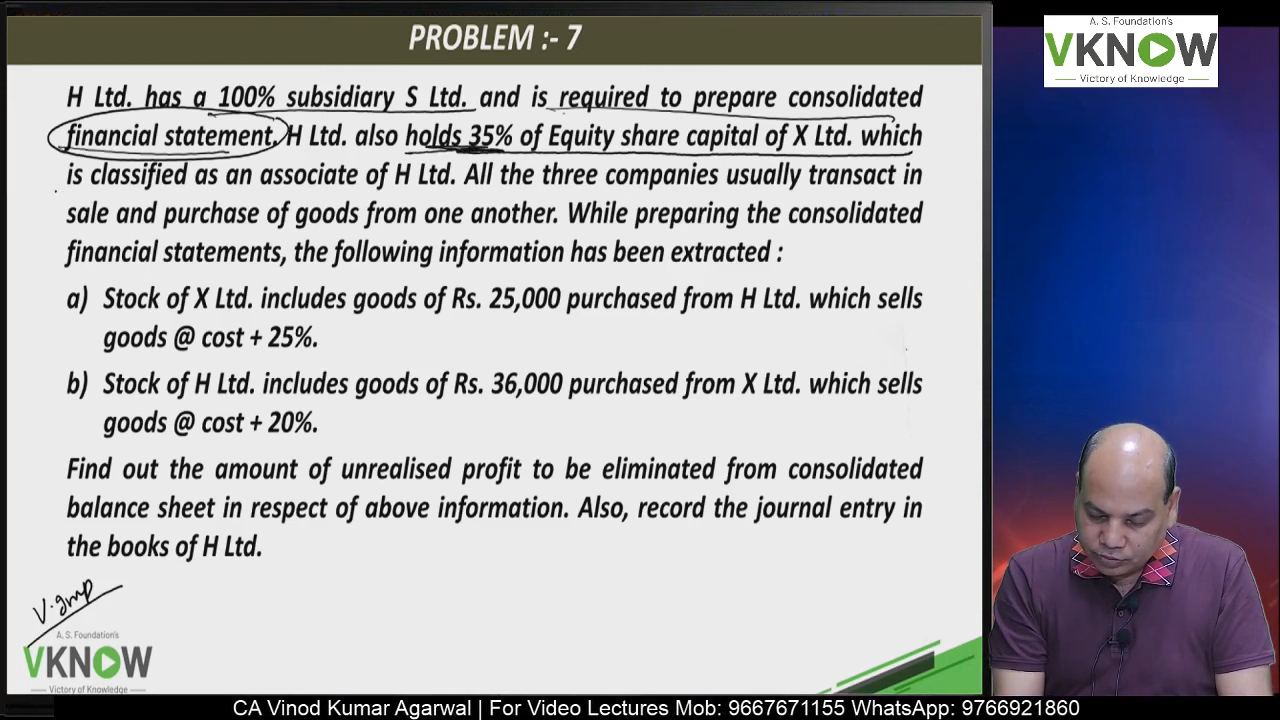 PROBLEM :- 7
A. S. Foundation's
VKNOW
Victory of Knowledge
H Ltd. has a 100% subsidiary S Ltd. and is required to prepare consolidated
financial statement. H Ltd. also holds 35% of Equity share capital of X Ltd. which
is classified as an associate of H Ltd. All the three companies usually transact in
sale and purchase of goods from one another. While preparing the consolidated
financial statements, the following information has been extracted :
a) Stock of X Ltd. includes goods of Rs. 25,000 purchased from H Ltd. which sells
goods @ cost + 25%.
b) Stock of H Ltd. includes goods of Rs. 36,000 purchased from X Ltd. which sells
goods @ cost + 20%.
Find out the amount of unrealised profit to be eliminated from consolidated
balance sheet in respect of above information. Also, record the journal entry in
the books of H Ltd.
V. Imp
A. S. Foundation's
VKNOW
Victory of Knowledge
CA Vinod Kumar Agarwal | For Video Lectures Mob: 9667671155 WhatsApp: 9766921860